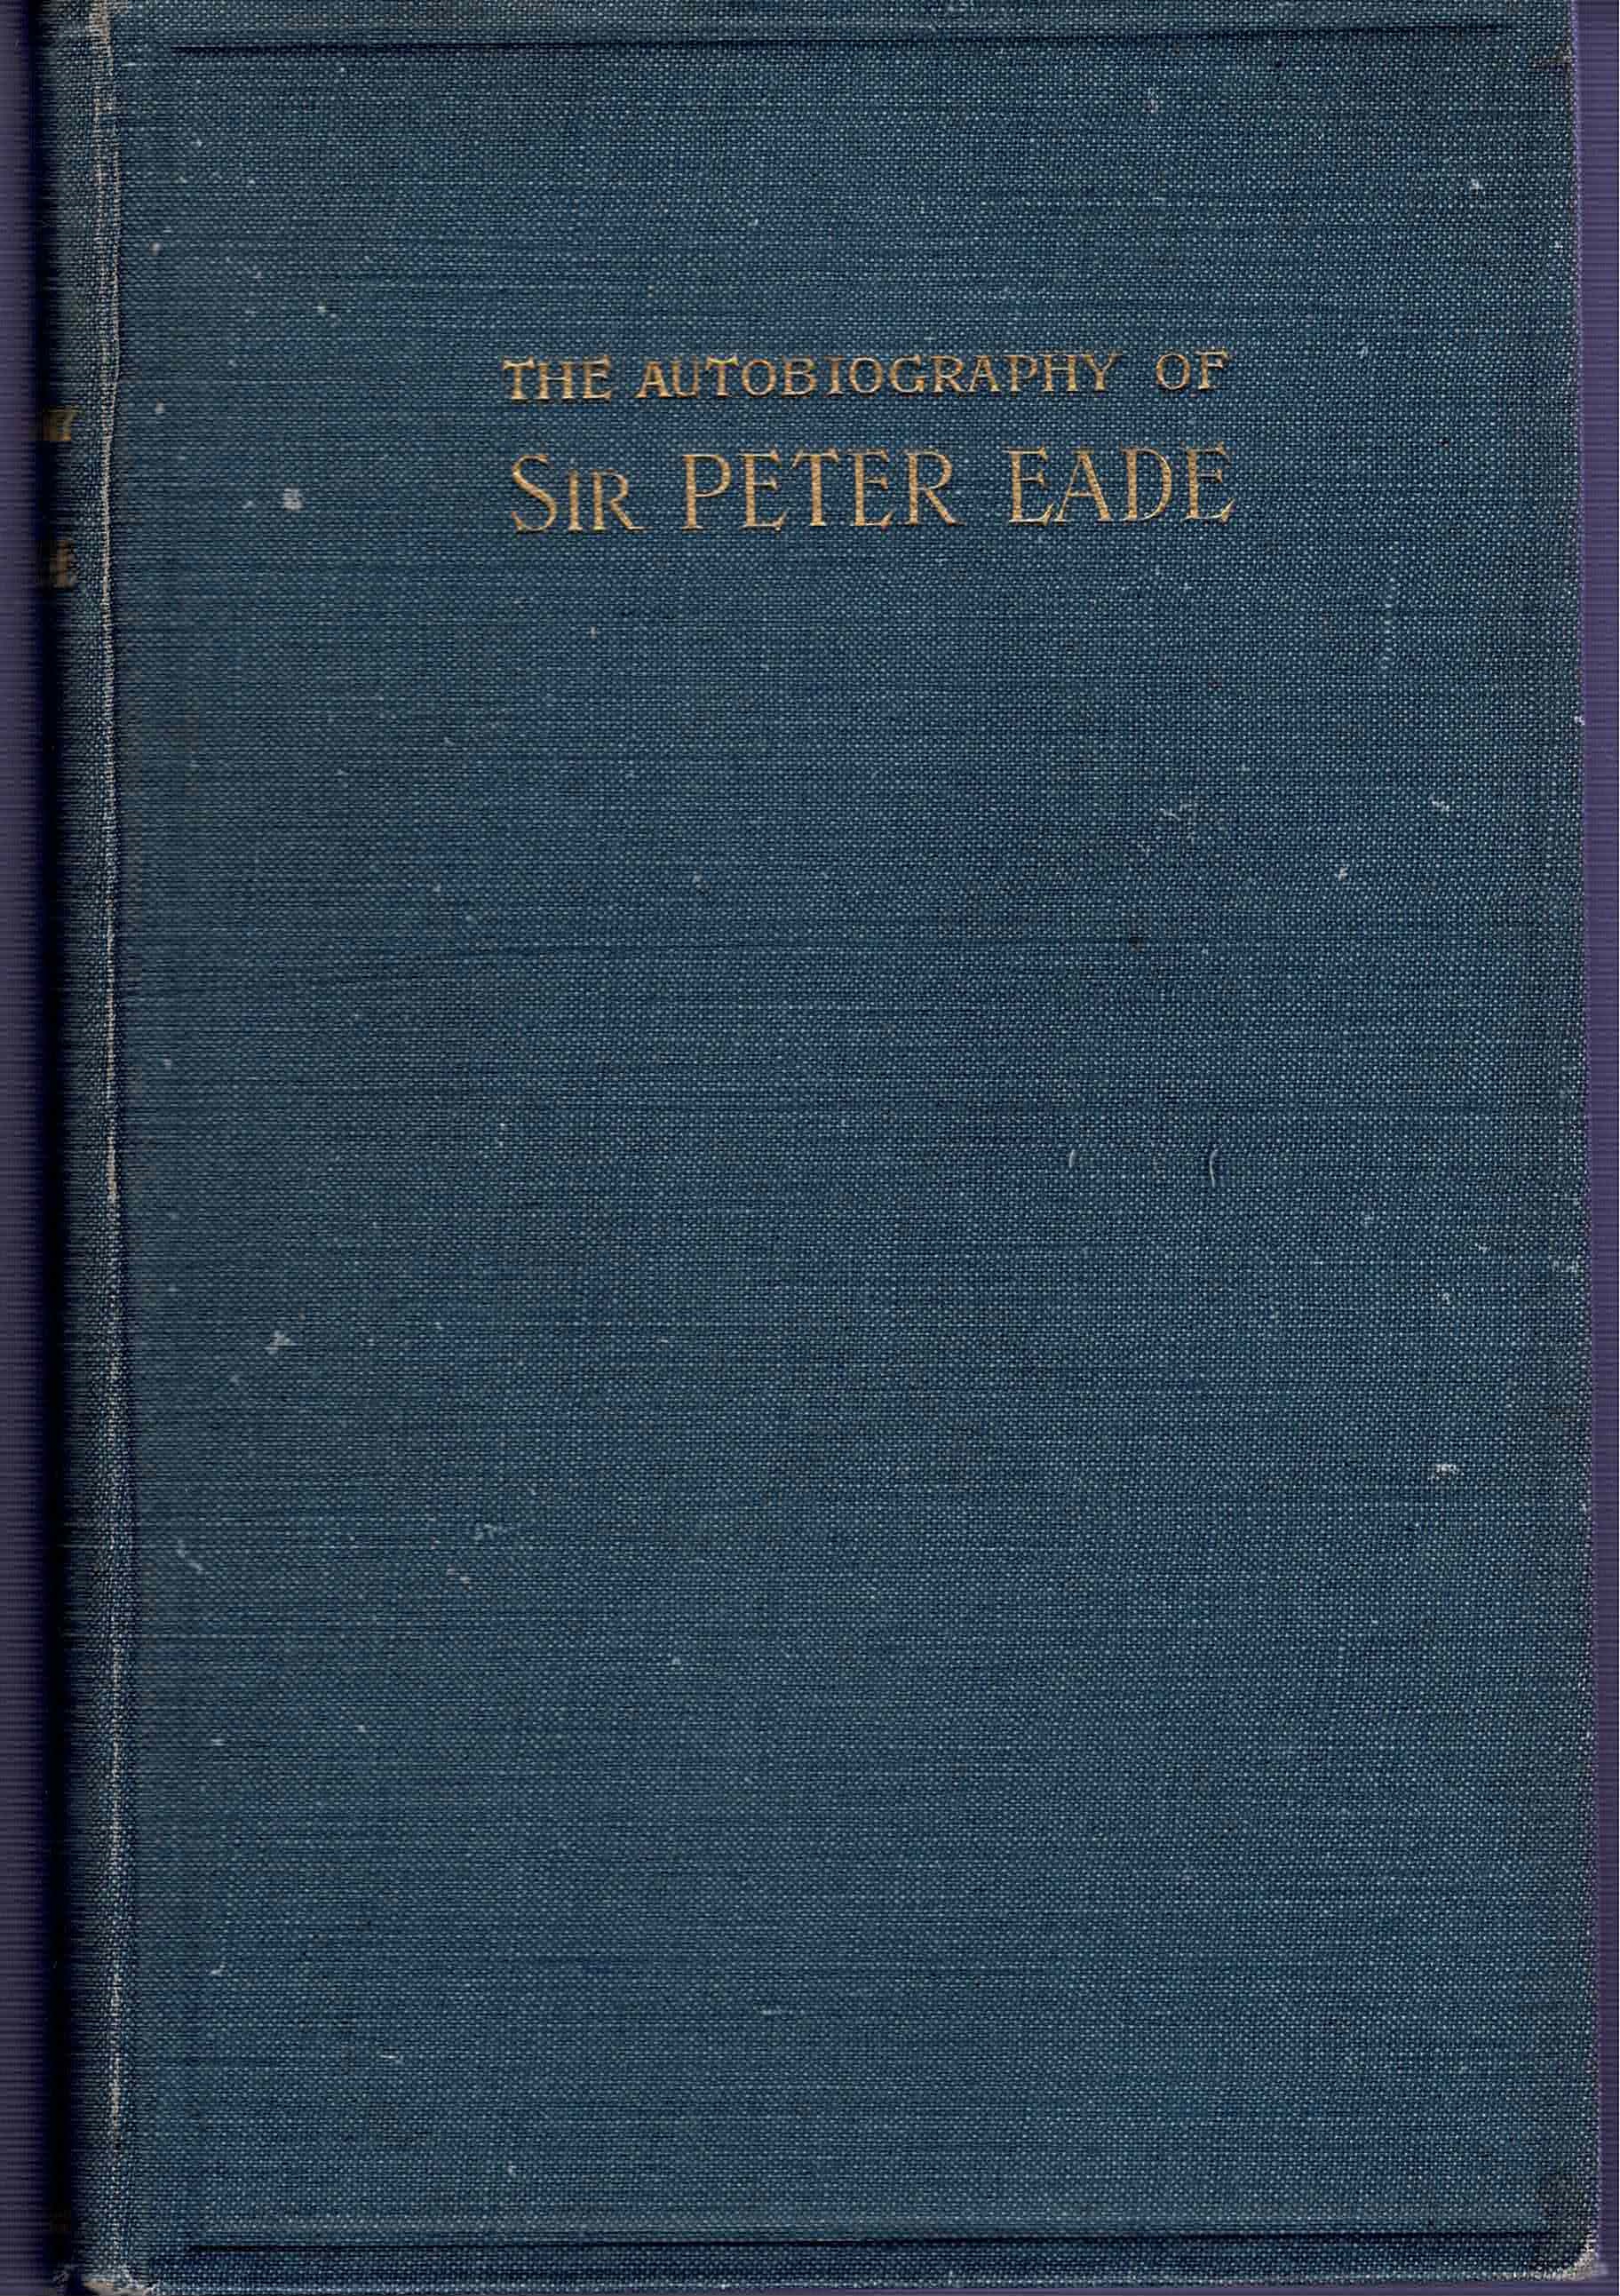 THE AUTOBIOGRAPHY OF
SIR PETER EADE